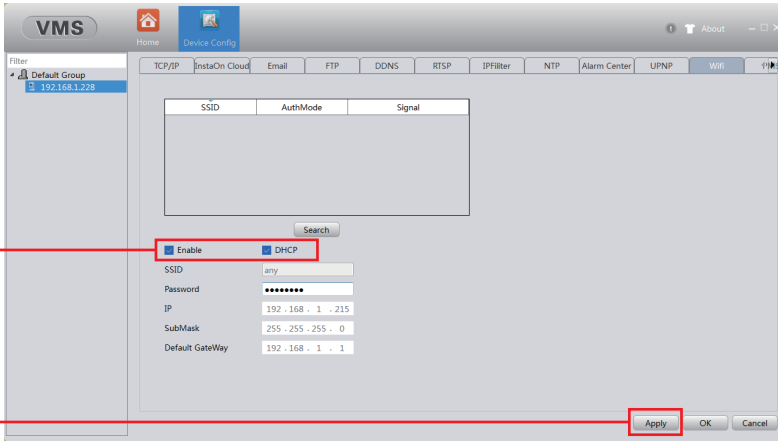 VMS
Home
Device Config
About
Filter
Default Group
192.168.1.228
TCP/IP InstaOn Cloud Email FTP DDNS RTSP IPFiliter NTP Alarm Center UPNP Wifi
SSID AuthMode Signal
Search
Enable DHCP
SSID any
Password ••••••••
IP 192 . 168 . 1 . 215
SubMask 255 . 255 . 255 . 0
Default GateWay 192 . 168 . 1 . 1
Apply OK Cancel